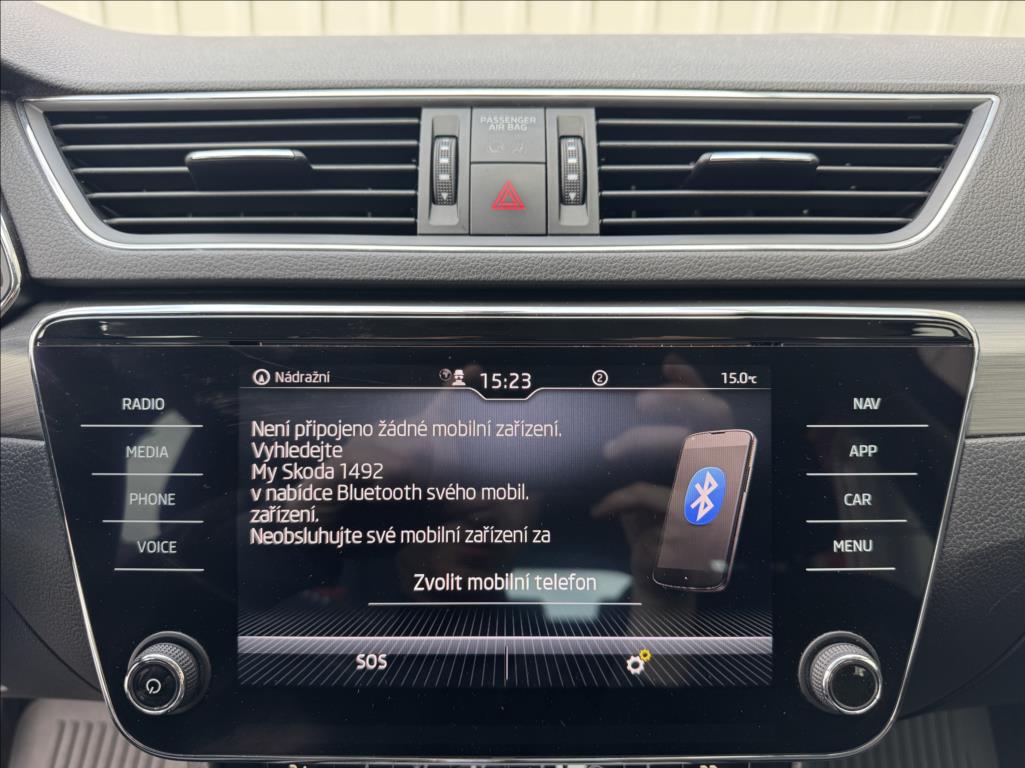 PASSENGER
AIR BAG
Nádražní
15:23
2
15.0°C
RADIO
MEDIA
PHONE
VOICE
NAV
APP
CAR
MENU
Není připojeno žádné mobilní zařízení.
Vyhledejte
My Skoda 1492
v nabídce Bluetooth svého mobil.
zařízení.
Neobsluhujte své mobilní zařízení za
Zvolit mobilní telefon
SOS